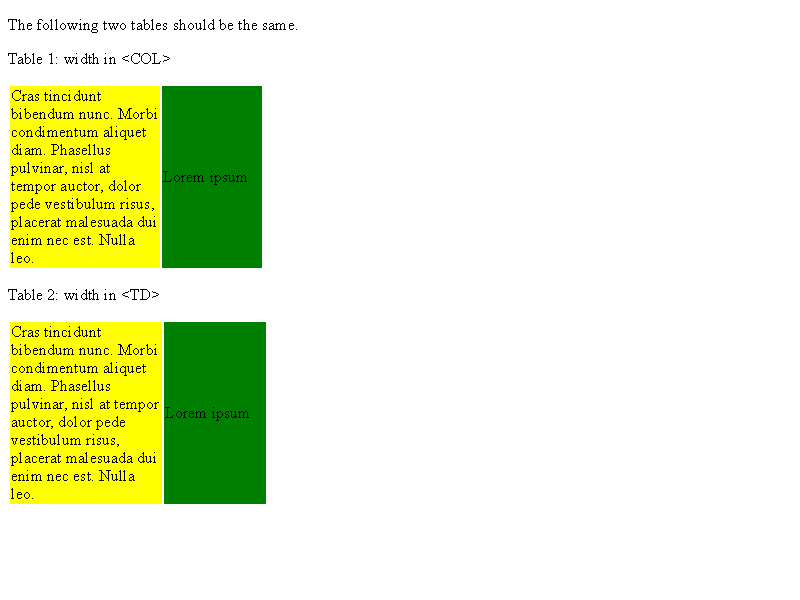 The following two tables should be the same.
Table 1: width in <COL>
Cras tincidunt
bibendum nunc. Morbi
condimentum aliquet
diam. Phasellus
pulvinar, nisl at
tempor auctor, dolor
pede vestibulum risus,
placerat malesuada dui
enim nec est. Nulla
leo.
Lorem ipsum
Table 2: width in <TD>
Cras tincidunt
bibendum nunc. Morbi
condimentum aliquet
diam. Phasellus
pulvinar, nisl at tempor
auctor, dolor pede
vestibulum risus,
placerat malesuada dui
enim nec est. Nulla
leo.
Lorem ipsum